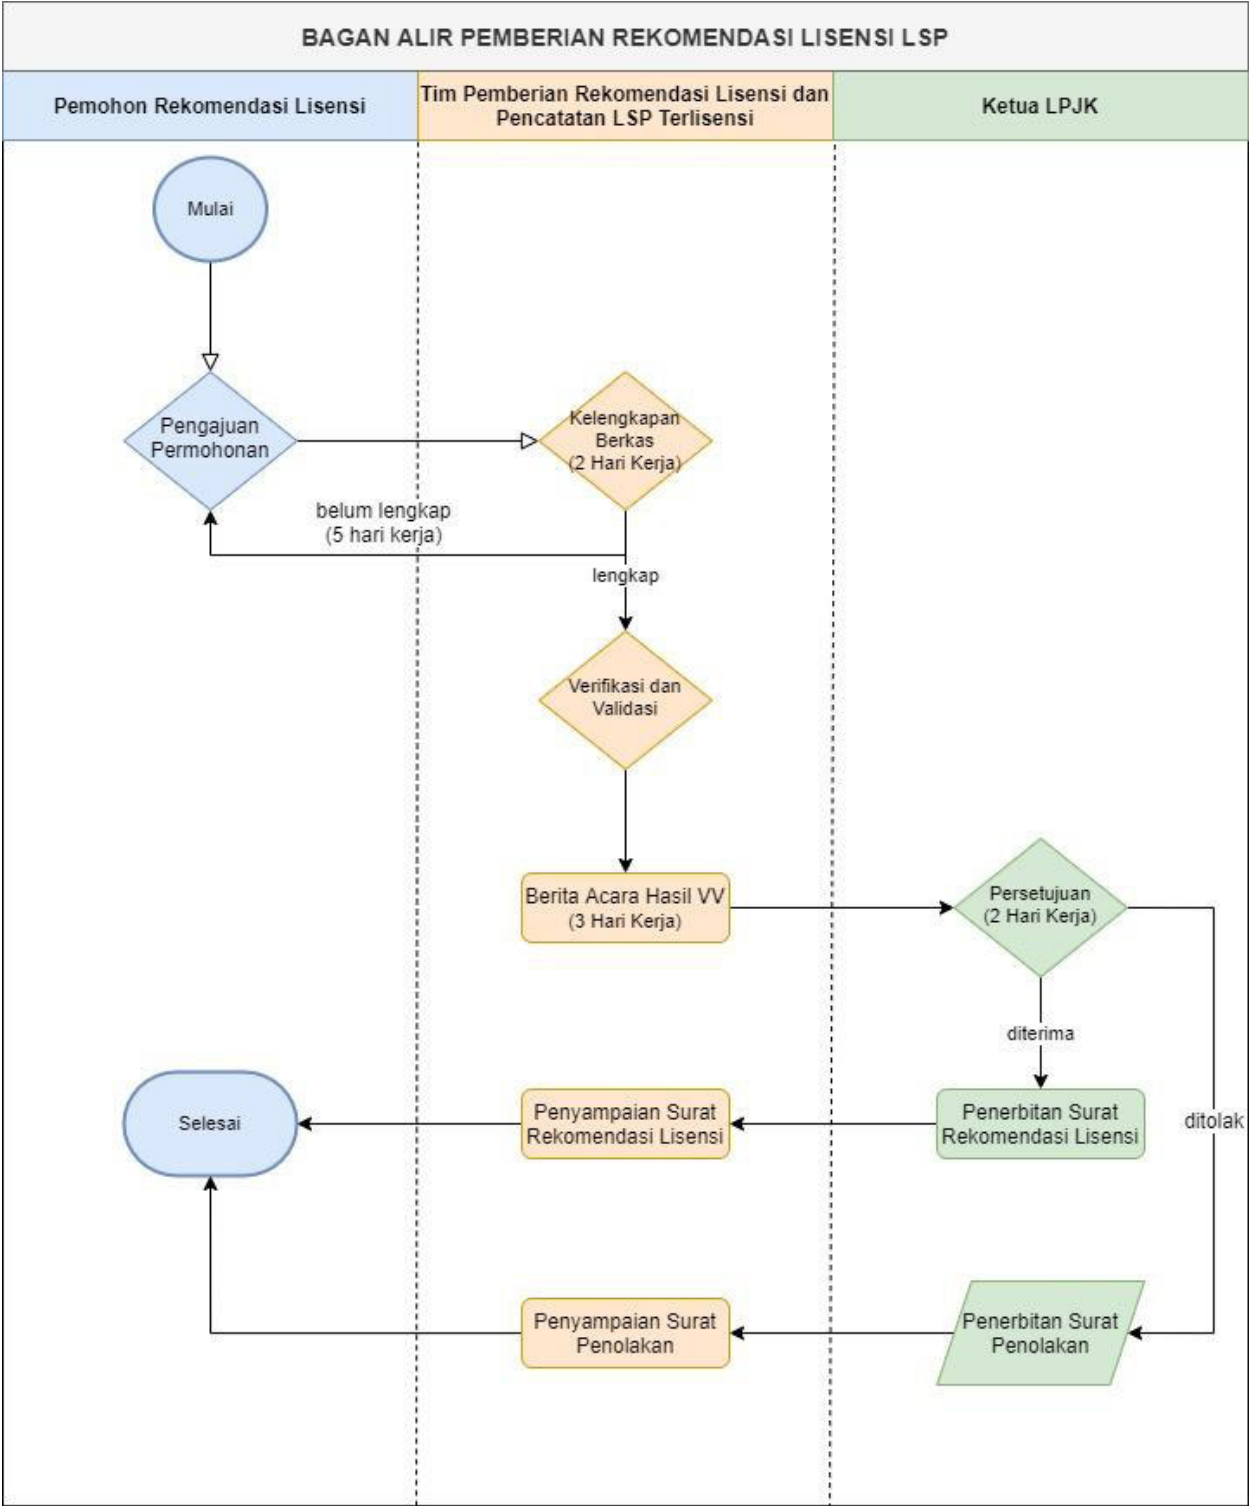 BAGAN ALIR PEMBERIAN REKOMENDASI LISENSI LSP
Pemohon Rekomendasi Lisensi
Tim Pemberian Rekomendasi Lisensi dan
Pencatatan LSP Terlisensi
Ketua LPJK
Mulai
Pengajuan
Permohonan
Kelengkapan
Berkas
(2 Hari Kerja)
belum lengkap
(5 hari kerja)
lengkap
Verifikasi dan
Validasi
Berita Acara Hasil VV
(3 Hari Kerja)
Persetujuan
(2 Hari Kerja)
diterima
ditolak
Selesai
Penyampaian Surat
Rekomendasi Lisensi
Penerbitan Surat
Rekomendasi Lisensi
Penyampaian Surat
Penolakan
Penerbitan Surat
Penolakan